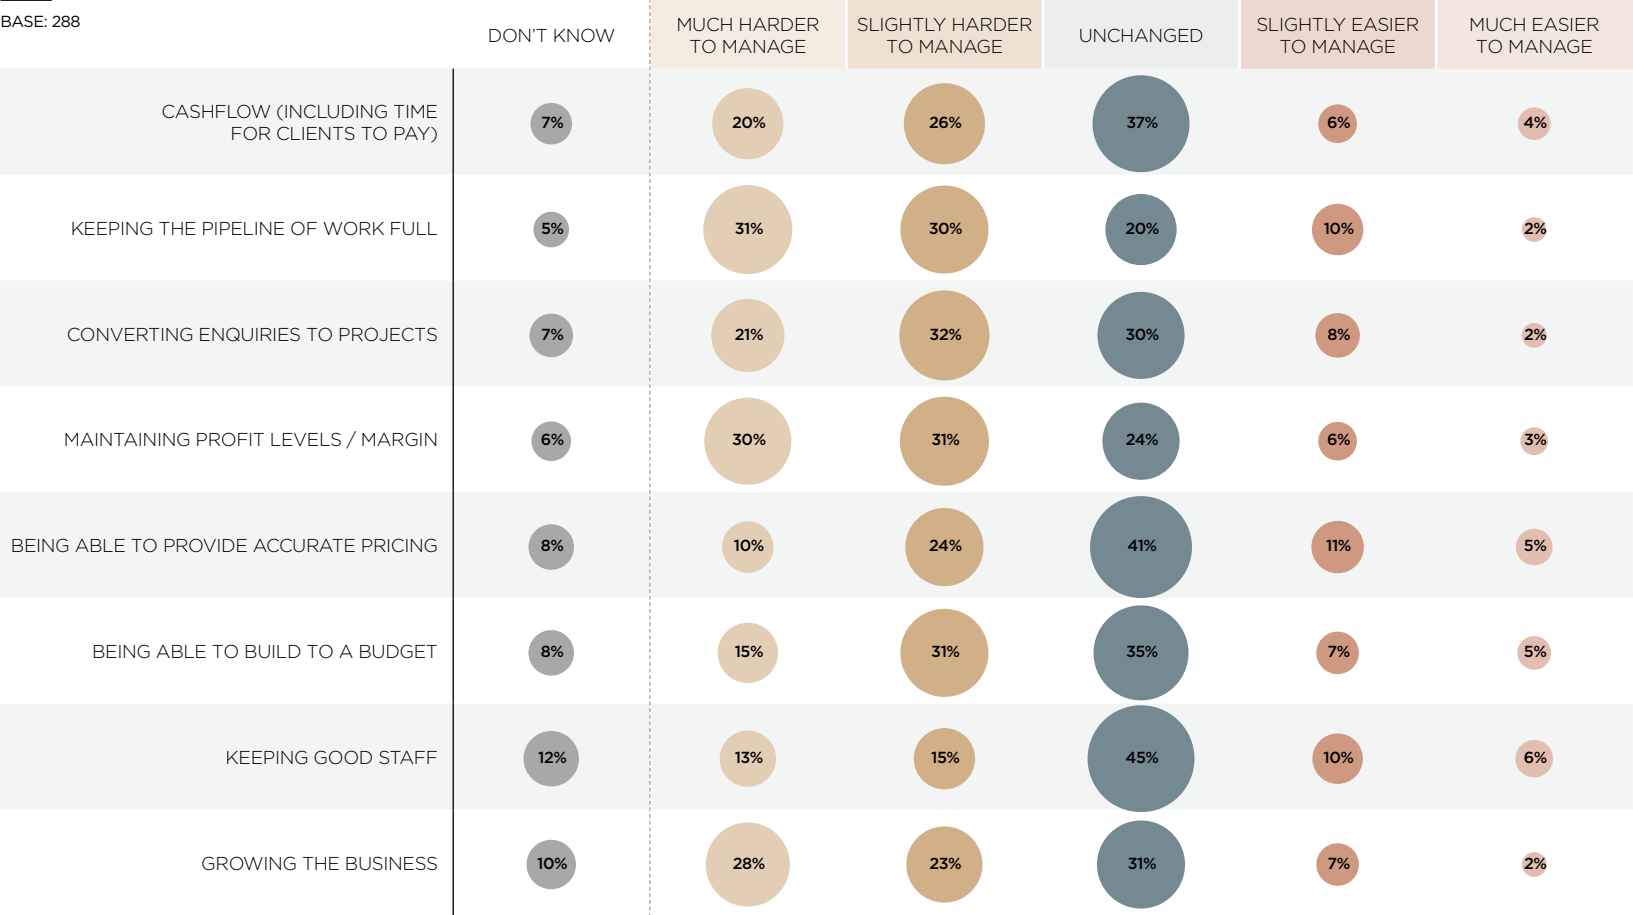 BASE: 288
DON'T KNOW
MUCH HARDER
TO MANAGE
SLIGHTLY HARDER
TO MANAGE
UNCHANGED
SLIGHTLY EASIER
TO MANAGE
MUCH EASIER
TO MANAGE
CASHFLOW (INCLUDING TIME
FOR CLIENTS TO PAY)
7% 20% 26% 37% 6% 4%
KEEPING THE PIPELINE OF WORK FULL 5% 31% 30% 20% 10% 2%
CONVERTING ENQUIRIES TO PROJECTS 7% 21% 32% 30% 8% 2%
MAINTAINING PROFIT LEVELS / MARGIN 6% 30% 31% 24% 6% 3%
BEING ABLE TO PROVIDE ACCURATE PRICING 8% 10% 24% 41% 11% 5%
BEING ABLE TO BUILD TO A BUDGET 8% 15% 31% 35% 7% 5%
KEEPING GOOD STAFF 12% 13% 15% 45% 10% 6%
GROWING THE BUSINESS 10% 28% 23% 31% 7% 2%